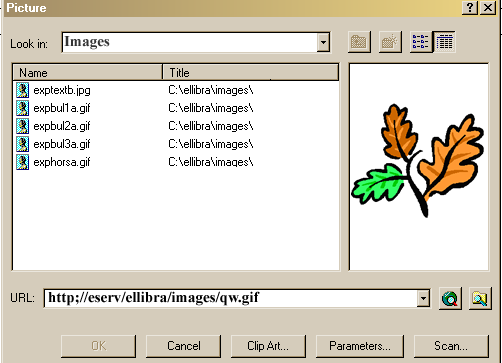 Picture
Look in: Images
Name Title
exptextb.jpg C:\ellibra\images\
expbul1a.gif C:\ellibra\images\
expbul2a.gif C:\ellibra\images\
expbul3a.gif C:\ellibra\images\
exphorsa.gif C:\ellibra\images\
URL: http;//eserv/ellibra/images/qw.gif
OK Cancel Clip Art... Parameters... Scan...